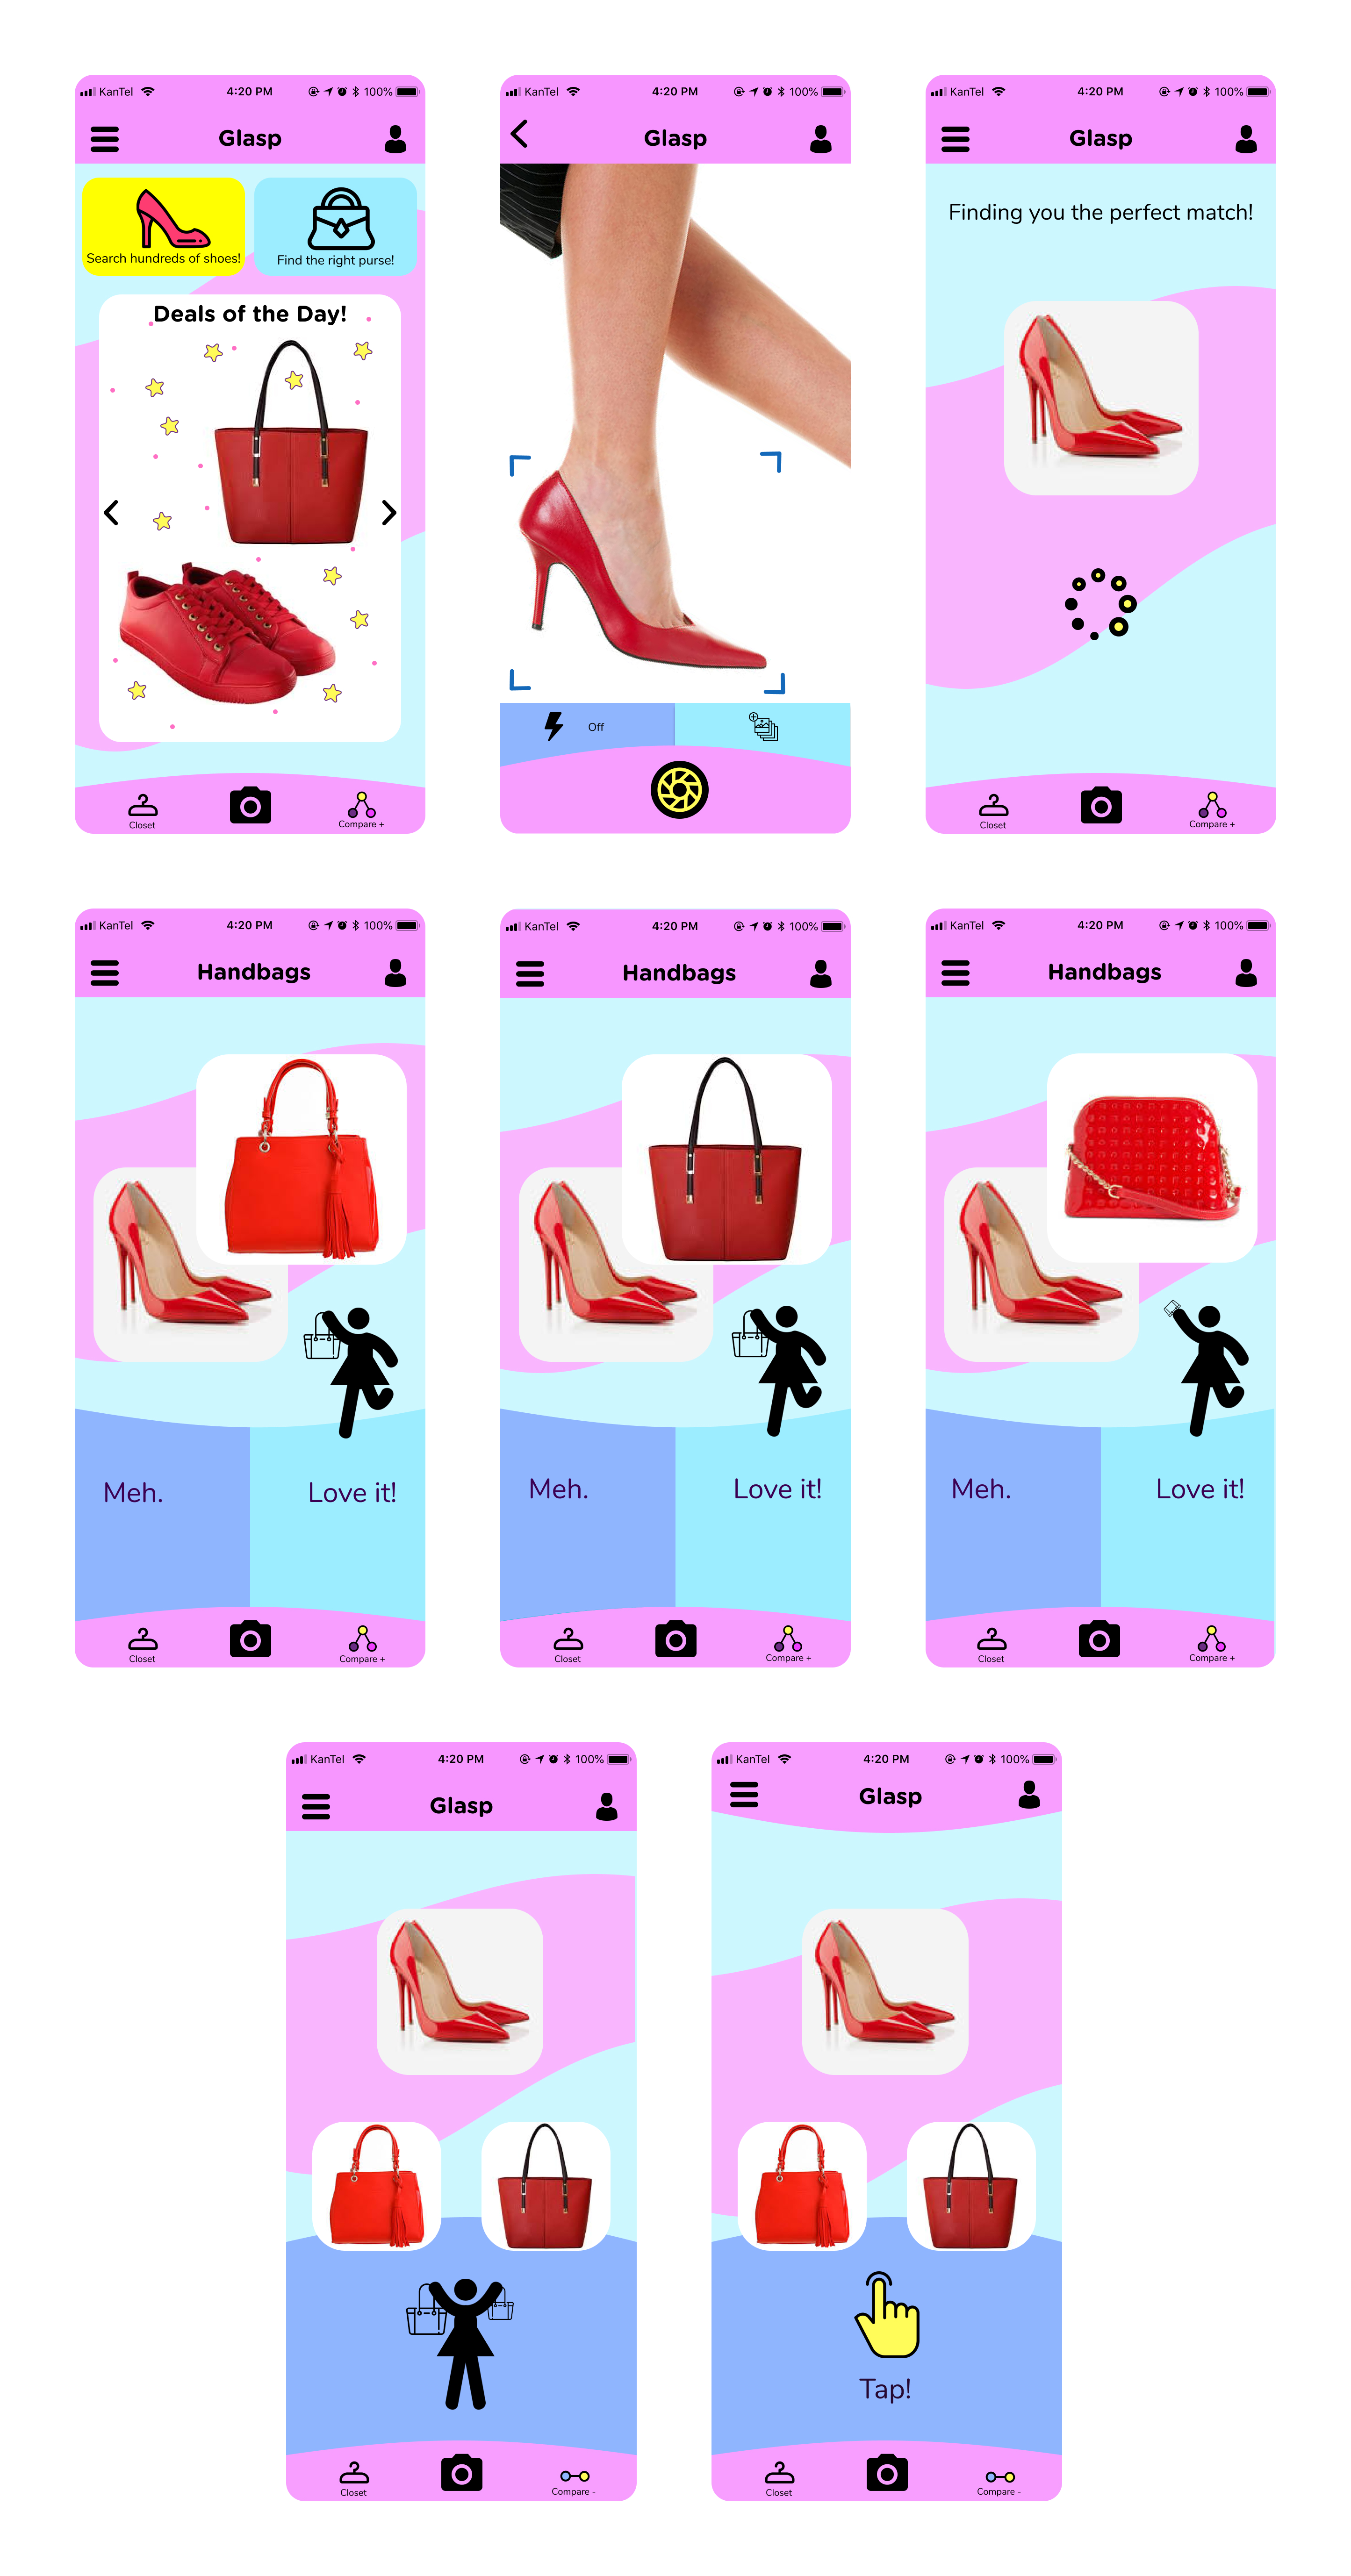 KanTel 4:20 PM 100%
Glasp
Search hundreds of shoes!
Find the right purse!
Deals of the Day!
Closet
Compare +
KanTel 4:20 PM 100%
Glasp
Off
KanTel 4:20 PM 100%
Glasp
Finding you the perfect match!
Closet
Compare +
KanTel 4:20 PM 100%
Handbags
Meh.
Love it!
Closet
Compare +
KanTel 4:20 PM 100%
Handbags
Meh.
Love it!
Closet
Compare +
KanTel 4:20 PM 100%
Handbags
Meh.
Love it!
Closet
Compare +
KanTel 4:20 PM 100%
Glasp
Closet
Compare -
KanTel 4:20 PM 100%
Glasp
Tap!
Closet
Compare -